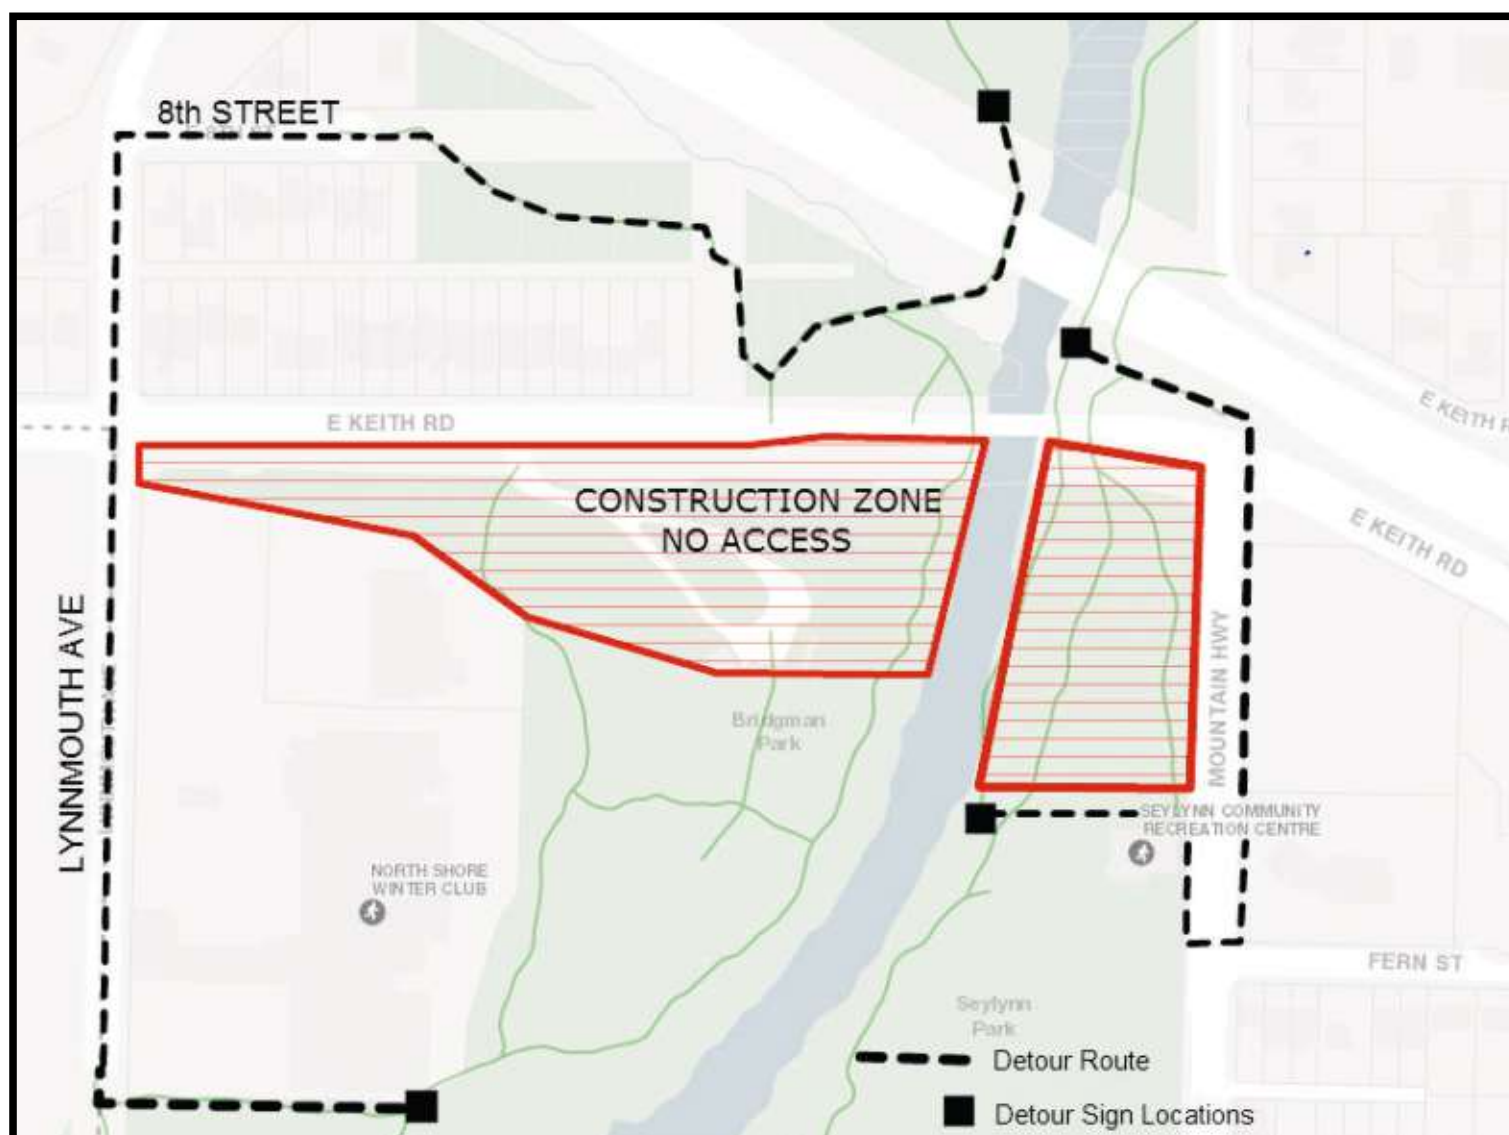 8th STREET
E KEITH RD
E KEITH R
CONSTRUCTION ZONE
NO ACCESS
E KEITH RD
LYNNMOUTH AVE
MOUNTAIN HWY
Bridgman
Park
SEYLYNN COMMUNITY
RECREATION CENTRE
NORTH SHORE
WINTER CLUB
FERN ST
Seylynn
Park
Detour Route
Detour Sign Locations